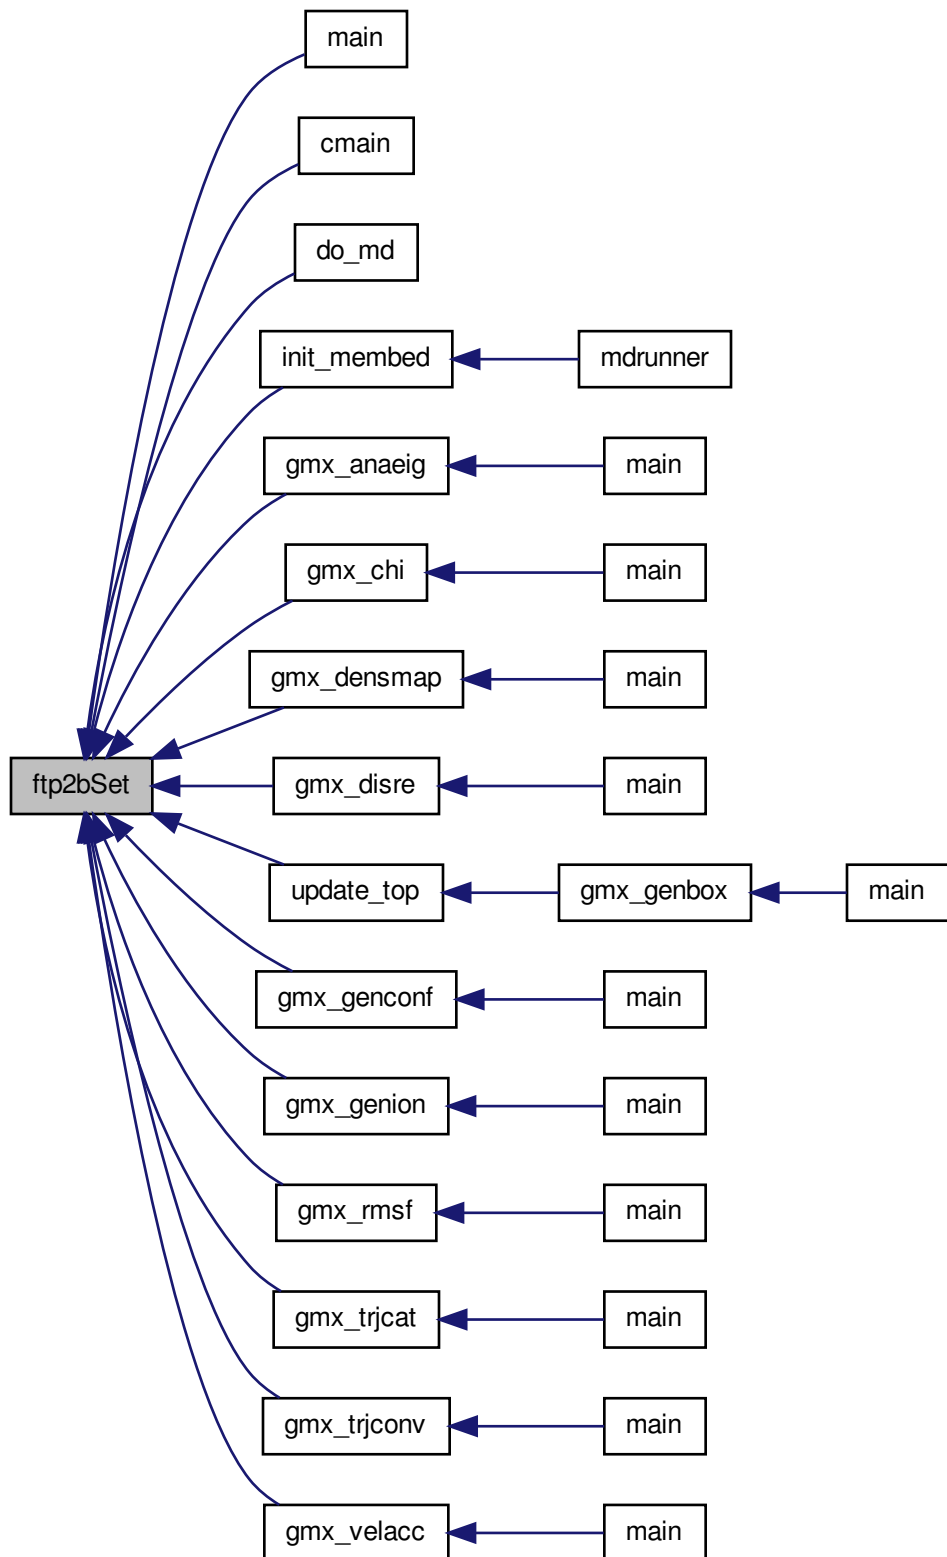 main
cmain
do_md
init_membed mdrunner
gmx_anaeig main
gmx_chi main
gmx_densmap main
ftp2bSet gmx_disre main
update_top gmx_genbox main
gmx_genconf main
gmx_genion main
gmx_rmsf main
gmx_trjcat main
gmx_trjconv main
gmx_velacc main